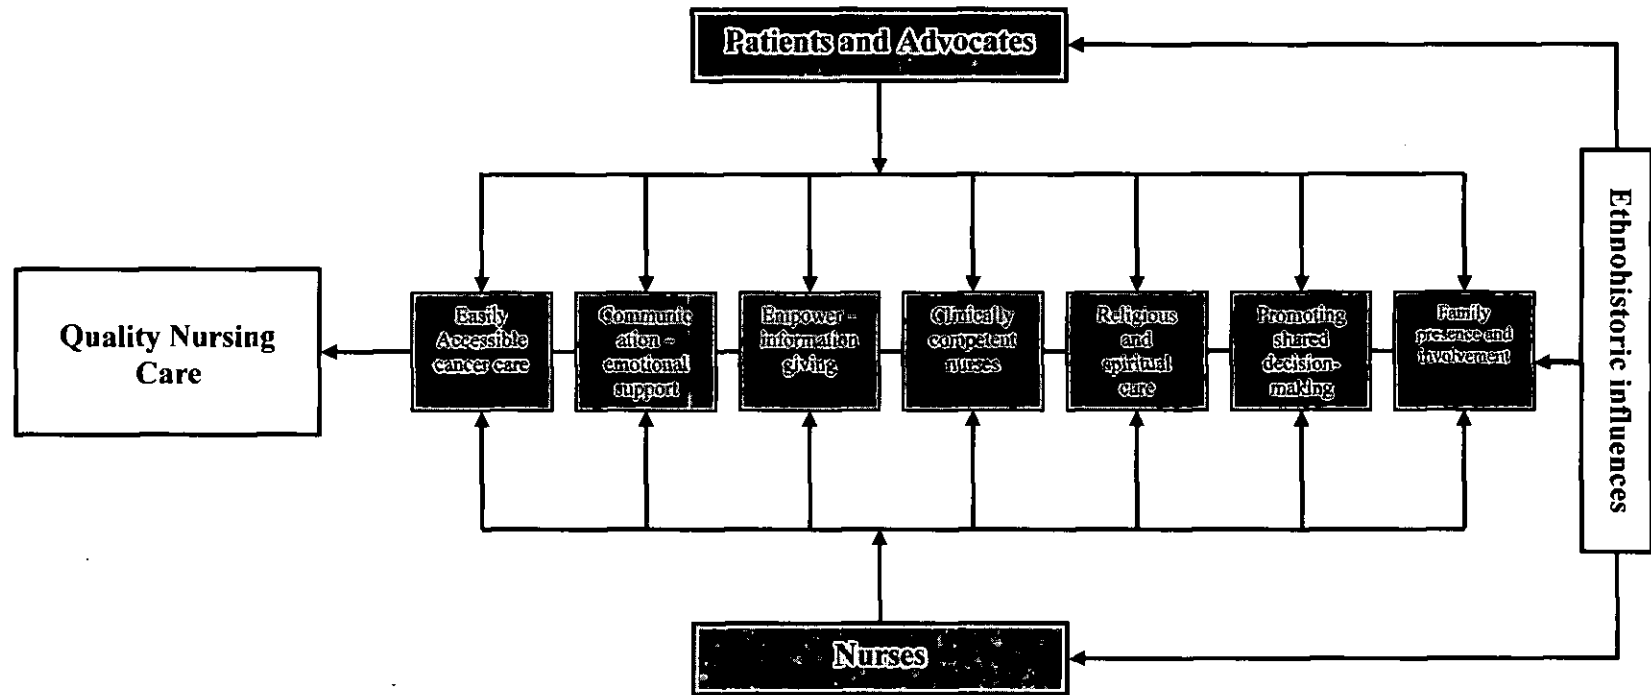 Patients and Advocates
Quality Nursing
Care
Easily
Accessible
cancer care
Communic
ation –
emotional
support
Empower –
information
giving
Clinically
competent
nurses
Religious
and
spiritual
care
Promoting
shared
decision-
making
Family
presence and
involvement
Ethnohistoric influences
Nurses